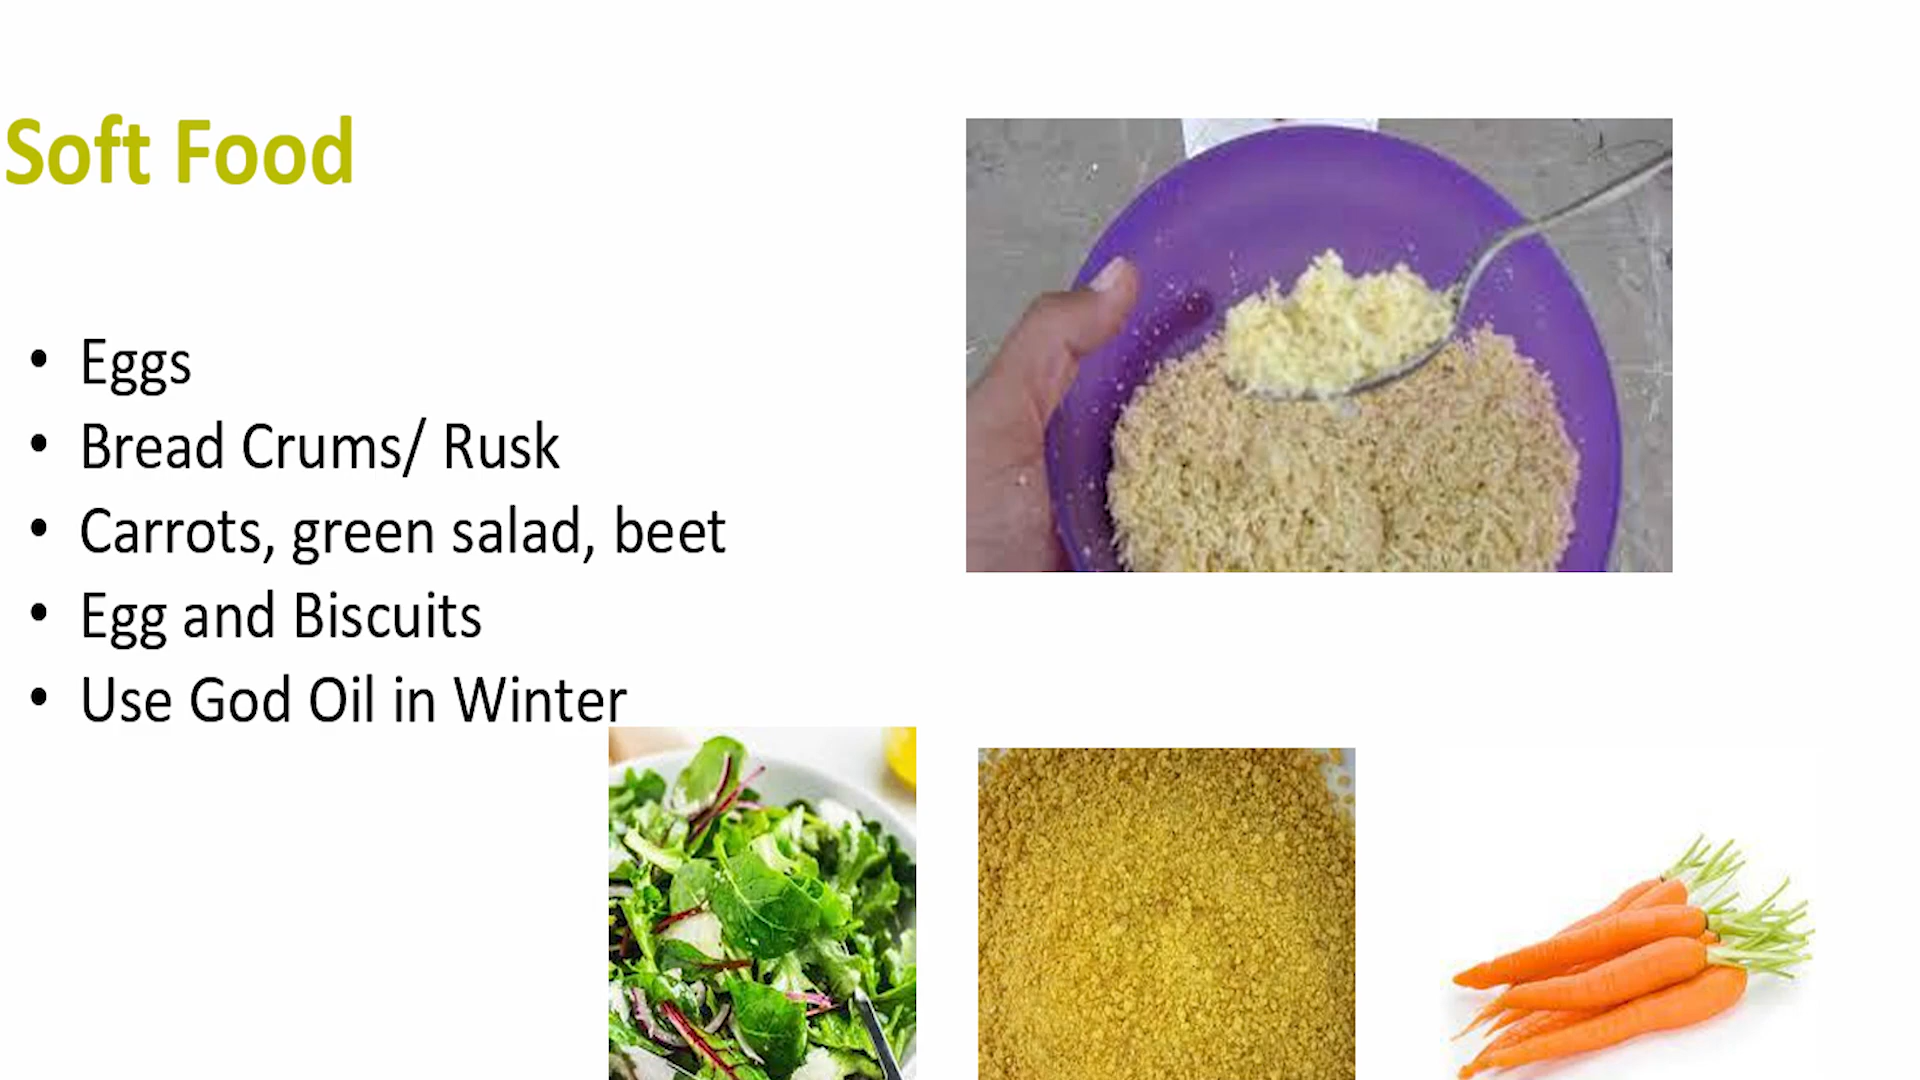 Soft Food
• Eggs
• Bread Crums/ Rusk
• Carrots, green salad, beet
• Egg and Biscuits
• Use God Oil in Winter